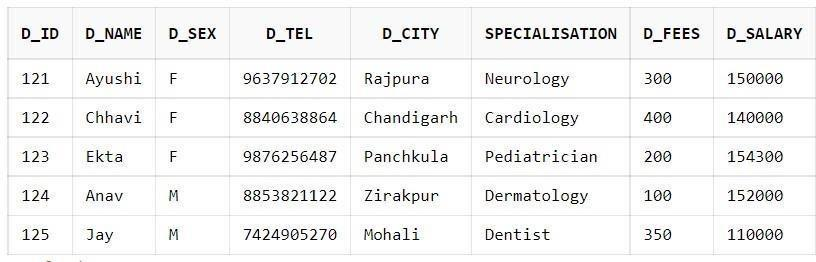 D_ID D_NAME D_SEX D_TEL D_CITY SPECIALISATION D_FEES D_SALARY
121 Ayushi F 9637912702 Rajpura Neurology 300 150000
122 Chhavi F 8840638864 Chandigarh Cardiology 400 140000
123 Ekta F 9876256487 Panchkula Pediatrician 200 154300
124 Anav M 8853821122 Zirakpur Dermatology 100 152000
125 Jay M 7424905270 Mohali Dentist 350 110000